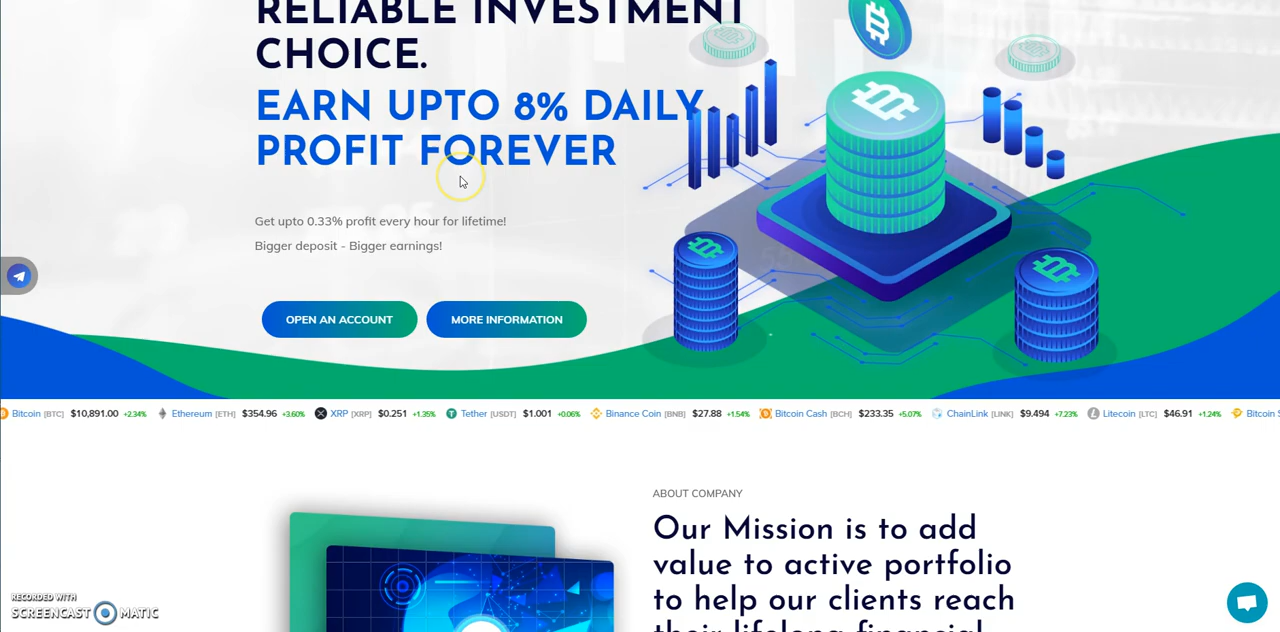 RELIABLE INVESTMENT
CHOICE.
EARN UPTO 8% DAILY
PROFIT FOREVER
Get upto 0.33% profit every hour for lifetime!
Bigger deposit - Bigger earnings!
OPEN AN ACCOUNT MORE INFORMATION
Bitcoin [BTC] $10,891.00 +2.34% Ethereum [ETH] $354.96 +3.60% XRP [XRP] $0.251 +1.35% Tether [USDT] $1.001 +0.06% Binance Coin [BNB] $27.88 +1.54% Bitcoin Cash [BCH] $233.35 +5.07% ChainLink [LINK] $9.494 +7.23% Litecoin [LTC] $46.91 +1.24% Bitcoin S
ABOUT COMPANY
Our Mission is to add
value to active portfolio
to help our clients reach
their lifelong financial
RECORDED WITH
SCREENCAST MATIC